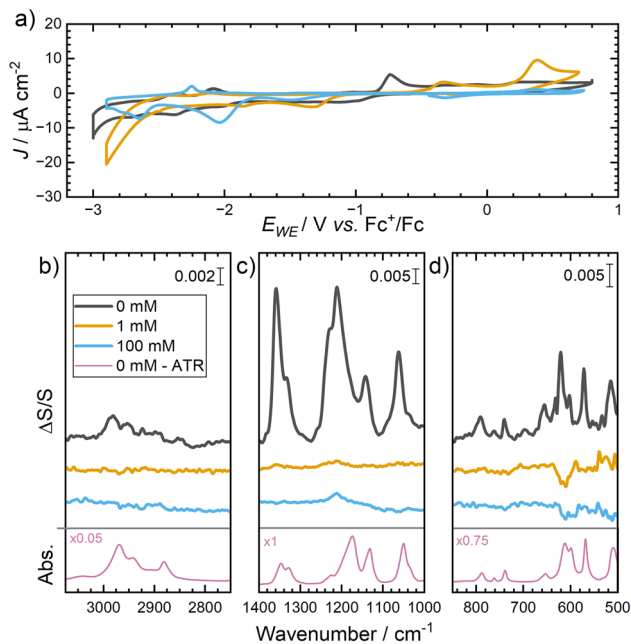 a)
J / μA cm⁻²
10
0
−10
−20
−30
−3 −2 −1 0 1
E_WE / V vs. Fc⁺/Fc
b) c) d)
0.002 0.005 0.005
0 mM
1 mM
100 mM
0 mM - ATR
ΔS/S
Abs.
x0.05 x1 x0.75
3000 2900 2800 1400 1300 1200 1100 1000 800 700 600 500
Wavenumber / cm⁻¹